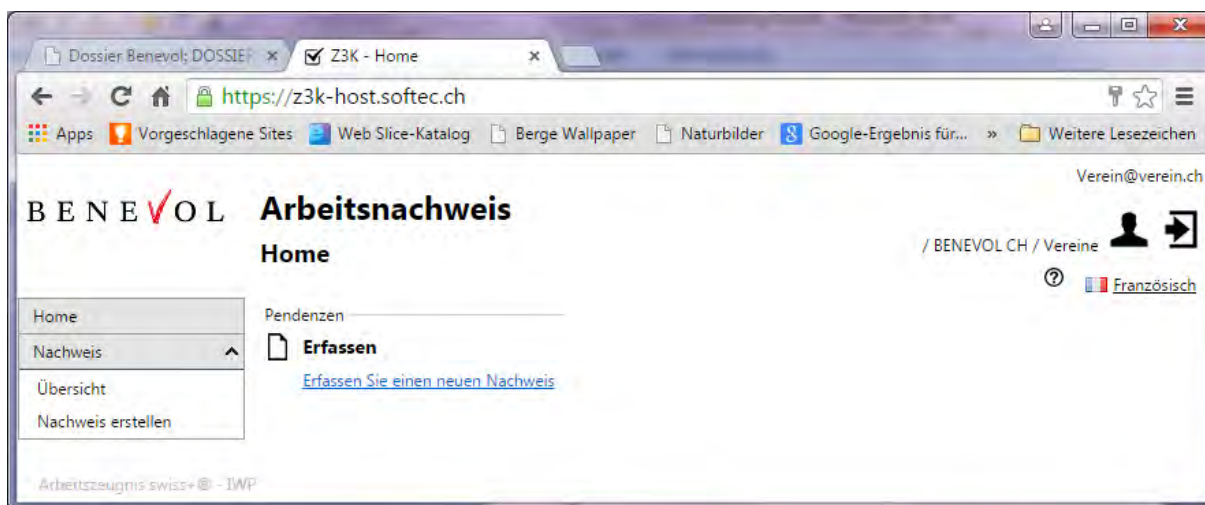 Dossier Benevol; DOSSIE
Z3K - Home
https://z3k-host.softec.ch
Apps Vorgeschlagene Sites Web Slice-Katalog Berge Wallpaper Naturbilder Google-Ergebnis für... » Weitere Lesezeichen
Verein@verein.ch
BENEVOL
Arbeitsnachweis
Home
/ BENEVOL CH / Vereine
Französisch
Home
Nachweis
Übersicht
Nachweis erstellen
Pendenzen
Erfassen
Erfassen Sie einen neuen Nachweis
Arbeitszeugnis swiss+® - IWP